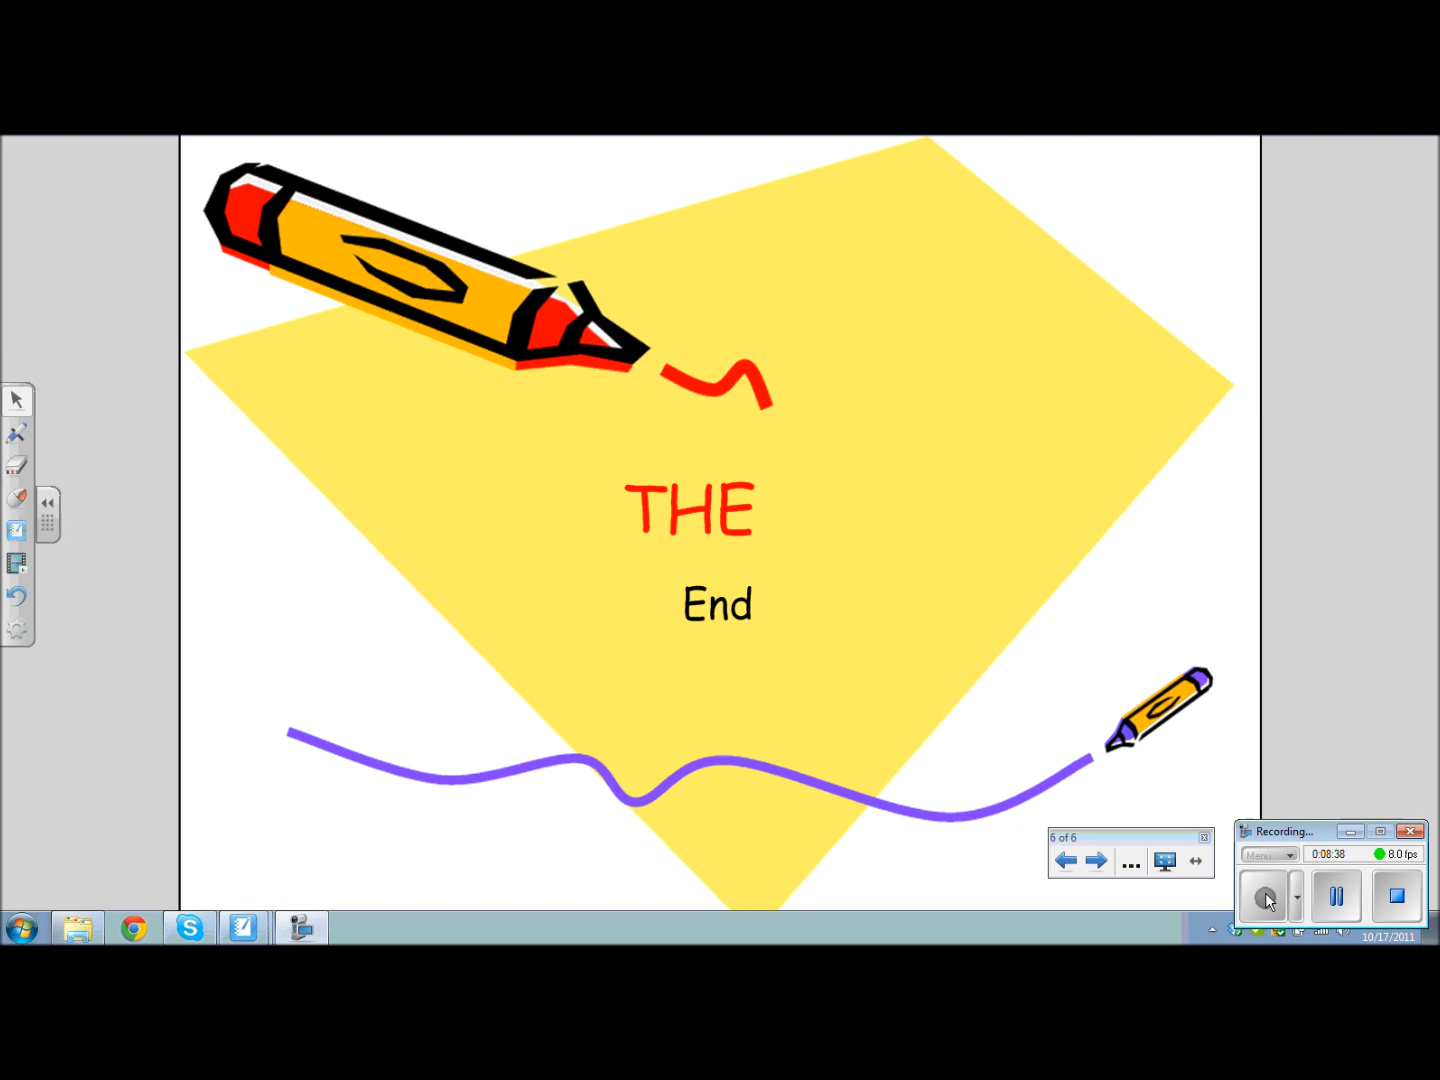 THE
End
6 of 6
...
Recording...
Menu
0:08:38
8.0 fps
10/17/2011